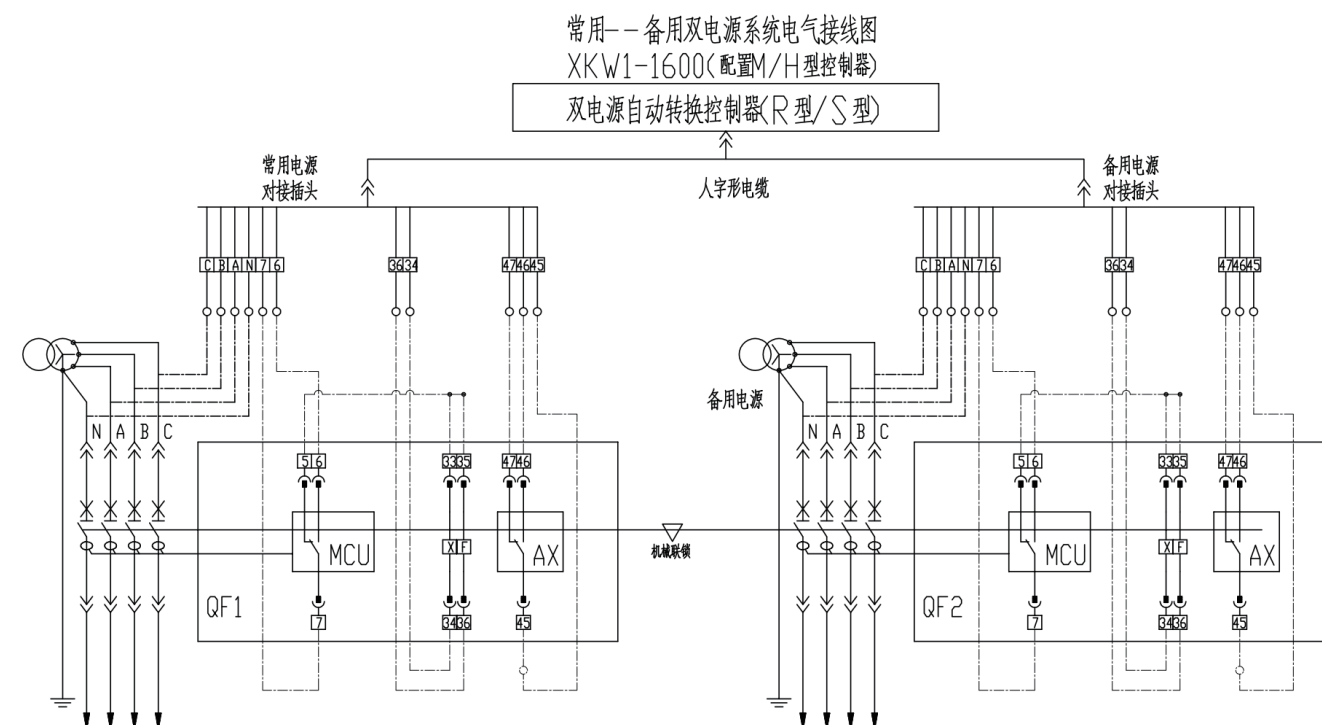 常用--备用双电源系统电气接线图
XKW1-1600(配置M/H型控制器)
双电源自动转换控制器(R型/S型)
常用电源
对接插头
人字形电缆
备用电源
对接插头
C B A N 7 6
36 34
47 46 45
C B A N 7 6
36 34
47 46 45
备用电源
N A B C
N A B C
5 6
33 35
47 46
5 6
33 35
47 46
MCU
X F
AX
机械联锁
MCU
X F
AX
QF1
7
34 36
45
QF2
7
34 36
45